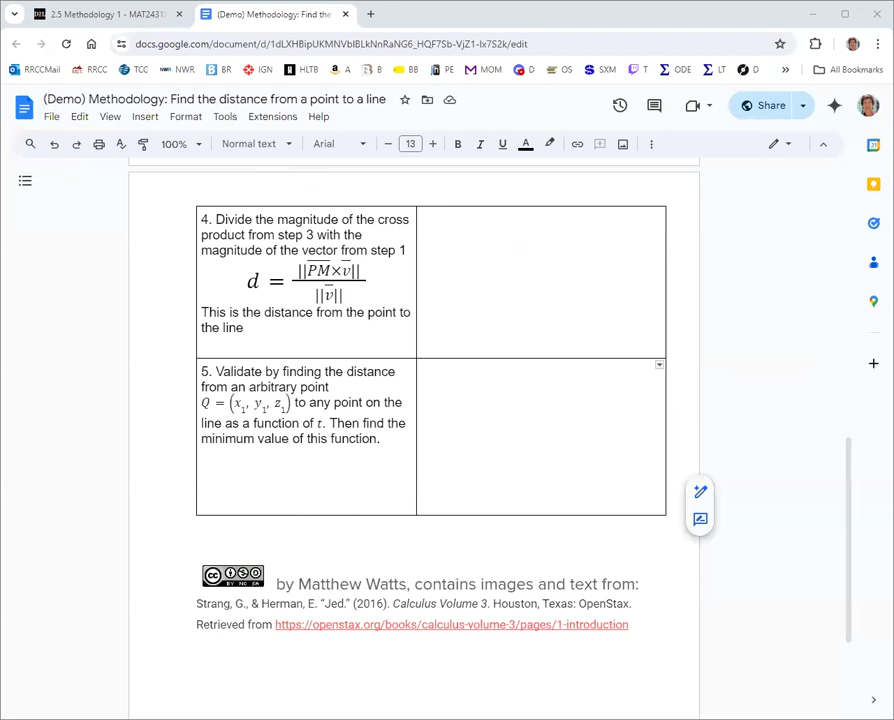 2.5 Methodology 1 - MAT2431
(Demo) Methodology: Find the
docs.google.com/document/d/1dLXHBipUKMNVbIBLkNnRaNG6_HQF7Sb-VjZ1-Ix7S2k/edit
RRCCMail RRCC TCC NWR BR IGN HLTB A B BB PE MOM D OS SXM T ODE LT D » All Bookmarks
(Demo) Methodology: Find the distance from a point to a line
Share
File Edit View Insert Format Tools Extensions Help
100% Normal text Arial − 13 + B I U A
4. Divide the magnitude of the cross
product from step 3 with the
magnitude of the vector from step 1
d = ||PM×v|| / ||v||
This is the distance from the point to
the line
5. Validate by finding the distance
from an arbitrary point
Q = (x₁, y₁, z₁) to any point on the
line as a function of t. Then find the
minimum value of this function.
CC BY NC SA by Matthew Watts, contains images and text from:
Strang, G., & Herman, E. “Jed.” (2016). Calculus Volume 3. Houston, Texas: OpenStax.
Retrieved from https://openstax.org/books/calculus-volume-3/pages/1-introduction